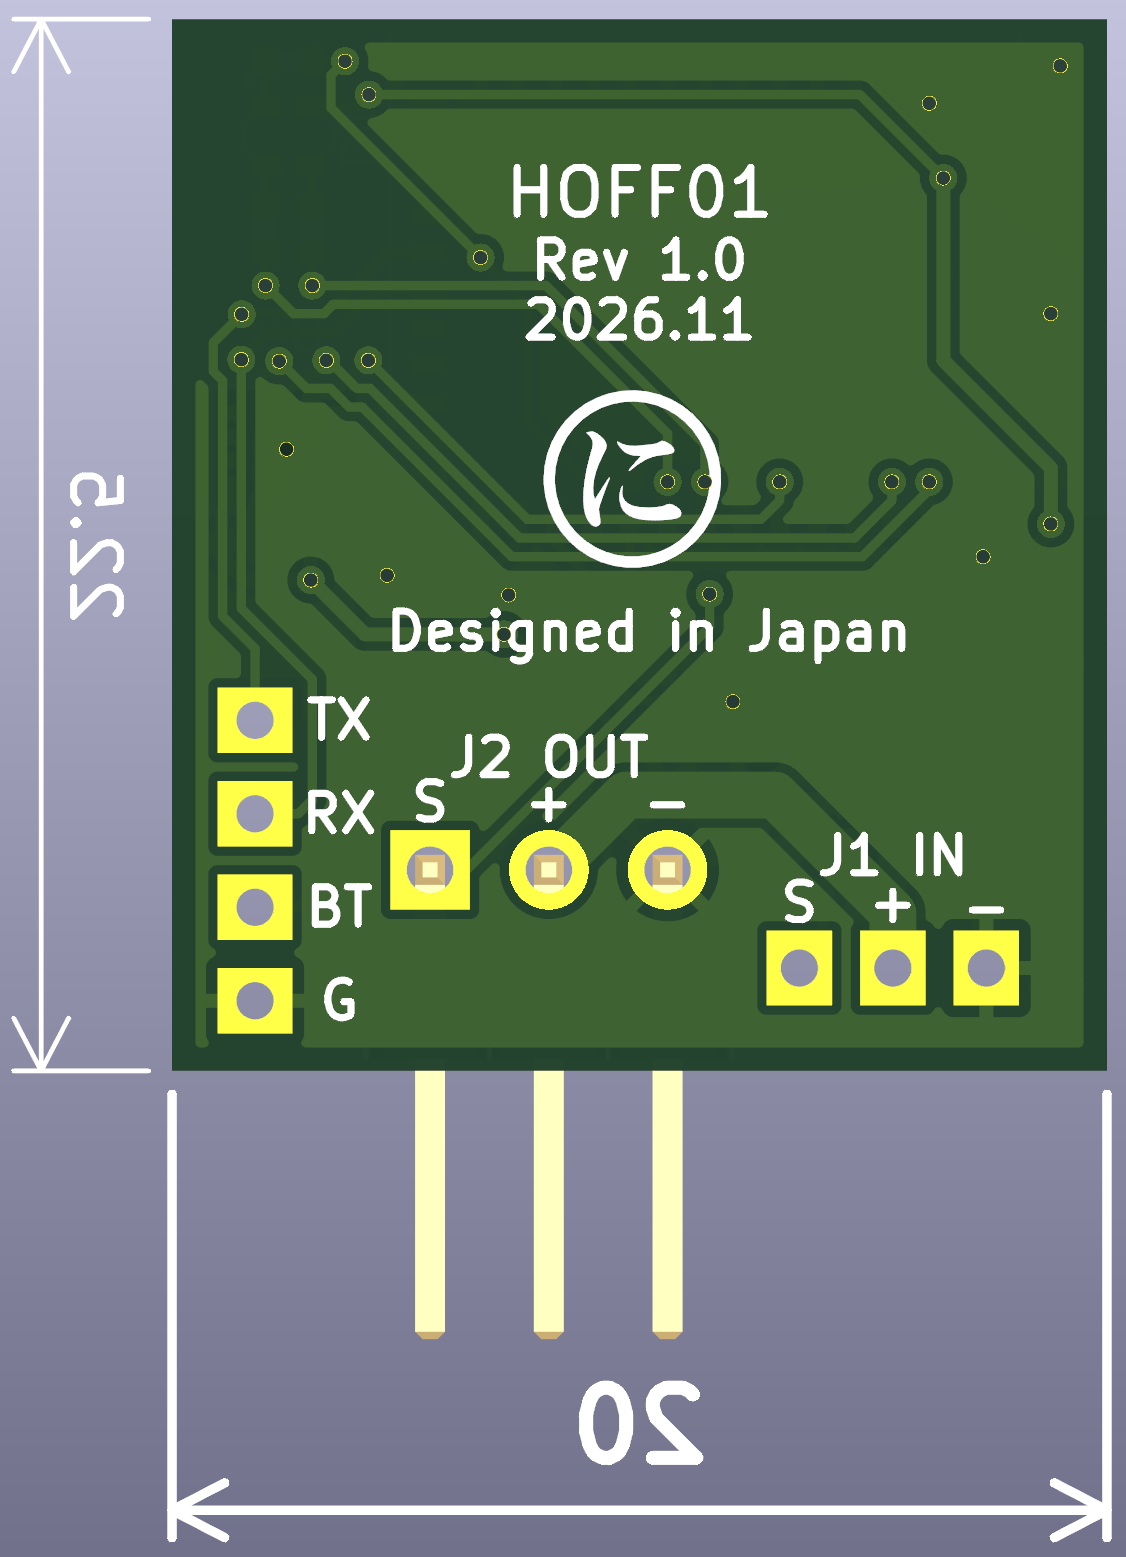 HOFF01
Rev 1.0
2026.11
に
22.5
Designed in Japan
TX
J2 OUT
S + -
RX
J1 IN
S + -
BT
G
20